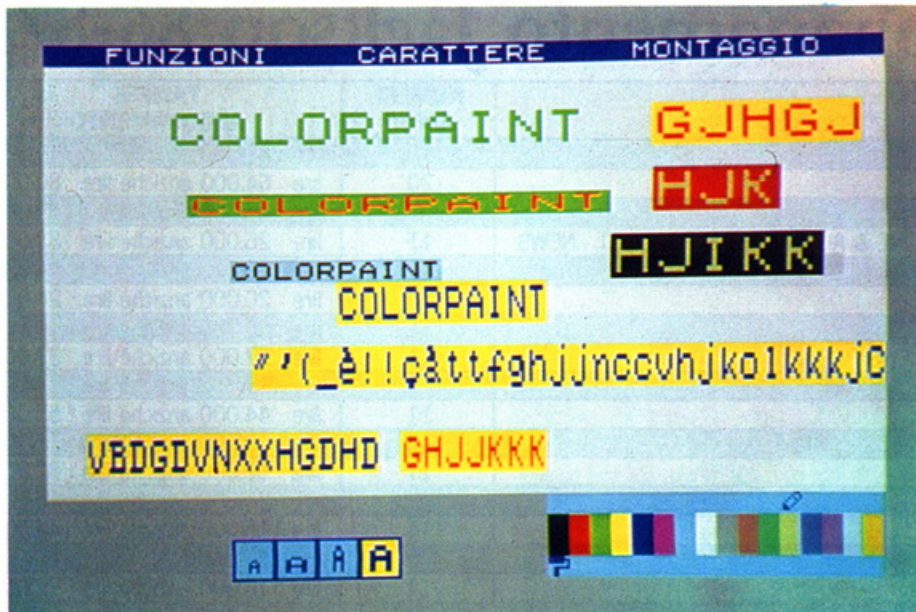 FUNZIONI CARATTERE MONTAGGIO
COLORPAINT GJHGJ
COLORPAINT HJK
COLORPAINT HJIKK
COLORPAINT
"'(_è!!çàttfghjjnccvhjkolkkkjC
VBDGDVNXXHGDHD GHJJKKK
A A A A